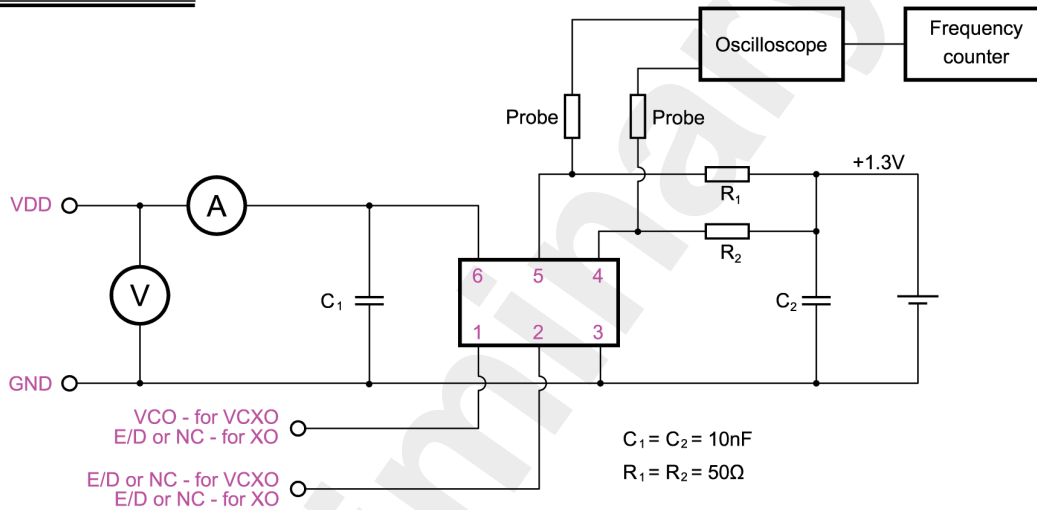 Oscilloscope
Frequency
counter
Probe
Probe
+1.3V
R1
R2
VDD
A
V
C1
6 5 4
1 2 3
C2
GND
VCO - for VCXO
E/D or NC - for XO
E/D or NC - for VCXO
E/D or NC - for XO
C1 = C2 = 10nF
R1 = R2 = 50Ω